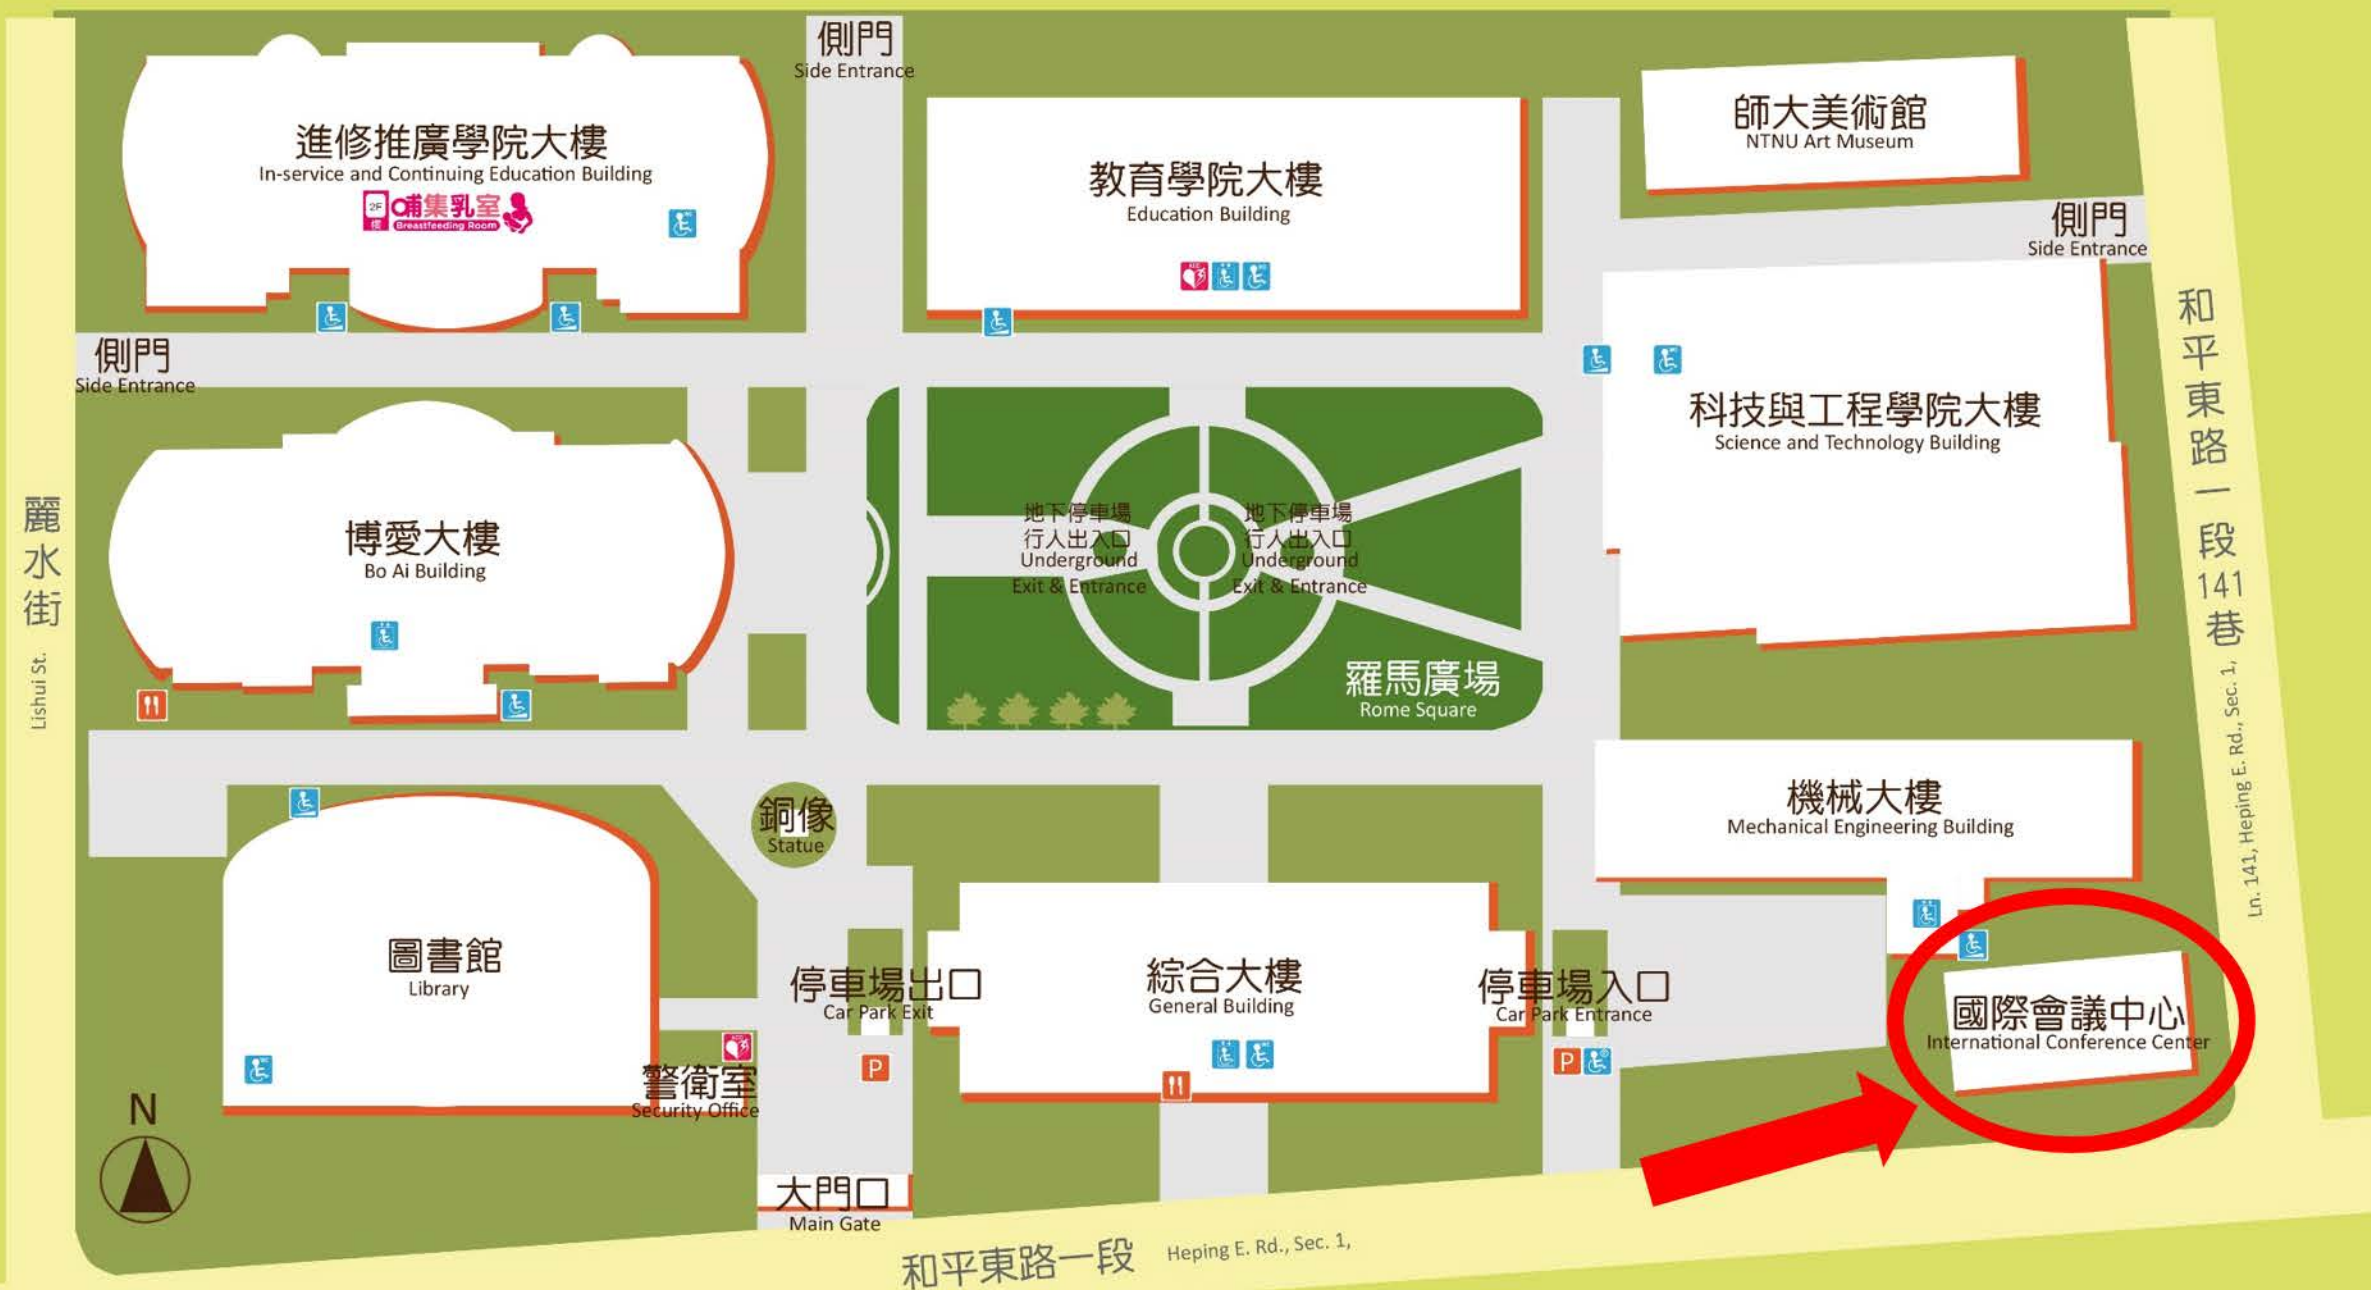 側門
Side Entrance
進修推廣學院大樓
In-service and Continuing Education Building
2F
哺集乳室
Breastfeeding Room
教育學院大樓
Education Building
師大美術館
NTNU Art Museum
側門
Side Entrance
側門
Side Entrance
科技與工程學院大樓
Science and Technology Building
和平東路一段141巷
Ln. 141, Heping E. Rd., Sec. 1,
麗水街
Lishui St.
博愛大樓
Bo Ai Building
地下停車場
行人出入口
Underground
Exit & Entrance
地下停車場
行人出入口
Underground
Exit & Entrance
羅馬廣場
Rome Square
銅像
Statue
機械大樓
Mechanical Engineering Building
圖書館
Library
停車場出口
Car Park Exit
P
綜合大樓
General Building
停車場入口
Car Park Entrance
P
國際會議中心
International Conference Center
警衛室
Security Office
N
大門口
Main Gate
和平東路一段 Heping E. Rd., Sec. 1,